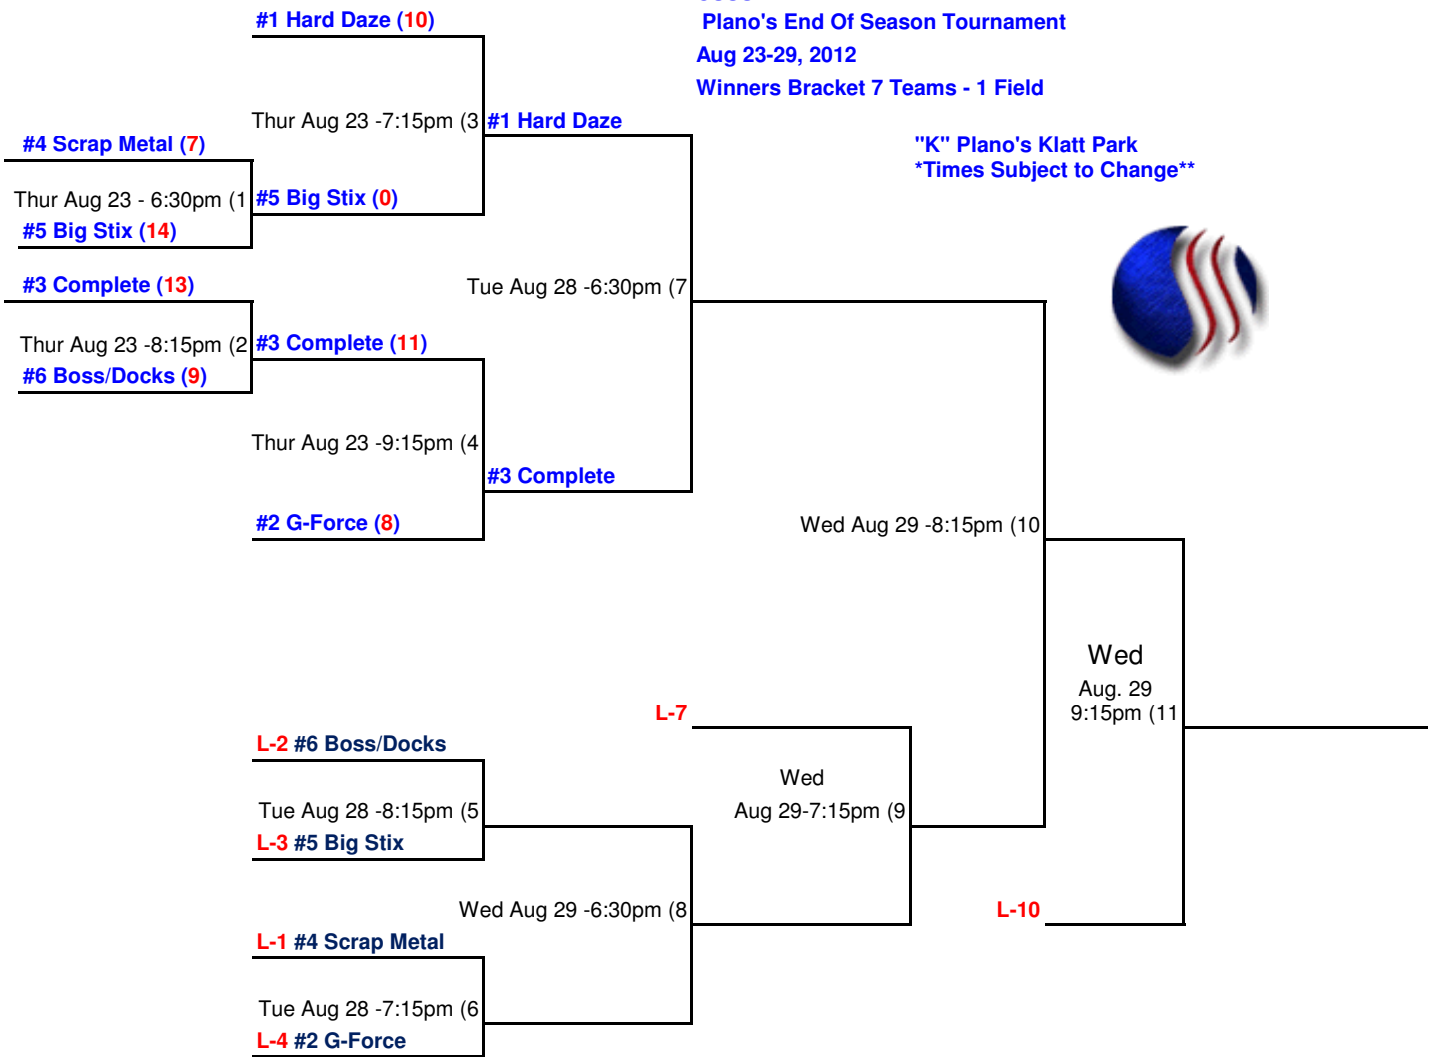 #1 Hard Daze (10)
Plano's End Of Season Tournament
Aug 23-29, 2012
Winners Bracket 7 Teams - 1 Field
Thur Aug 23 -7:15pm (3
#1 Hard Daze
#4 Scrap Metal (7)
"K" Plano's Klatt Park
*Times Subject to Change**
Thur Aug 23 - 6:30pm (1
#5 Big Stix (0)
#5 Big Stix (14)
#3 Complete (13)
Tue Aug 28 -6:30pm (7
Thur Aug 23 -8:15pm (2
#3 Complete (11)
#6 Boss/Docks (9)
Thur Aug 23 -9:15pm (4
#3 Complete
#2 G-Force (8)
Wed Aug 29 -8:15pm (10
Wed
Aug. 29
9:15pm (11
L-7
L-2 #6 Boss/Docks
Wed
Aug 29-7:15pm (9
Tue Aug 28 -8:15pm (5
L-3 #5 Big Stix
Wed Aug 29 -6:30pm (8
L-10
L-1 #4 Scrap Metal
Tue Aug 28 -7:15pm (6
L-4 #2 G-Force